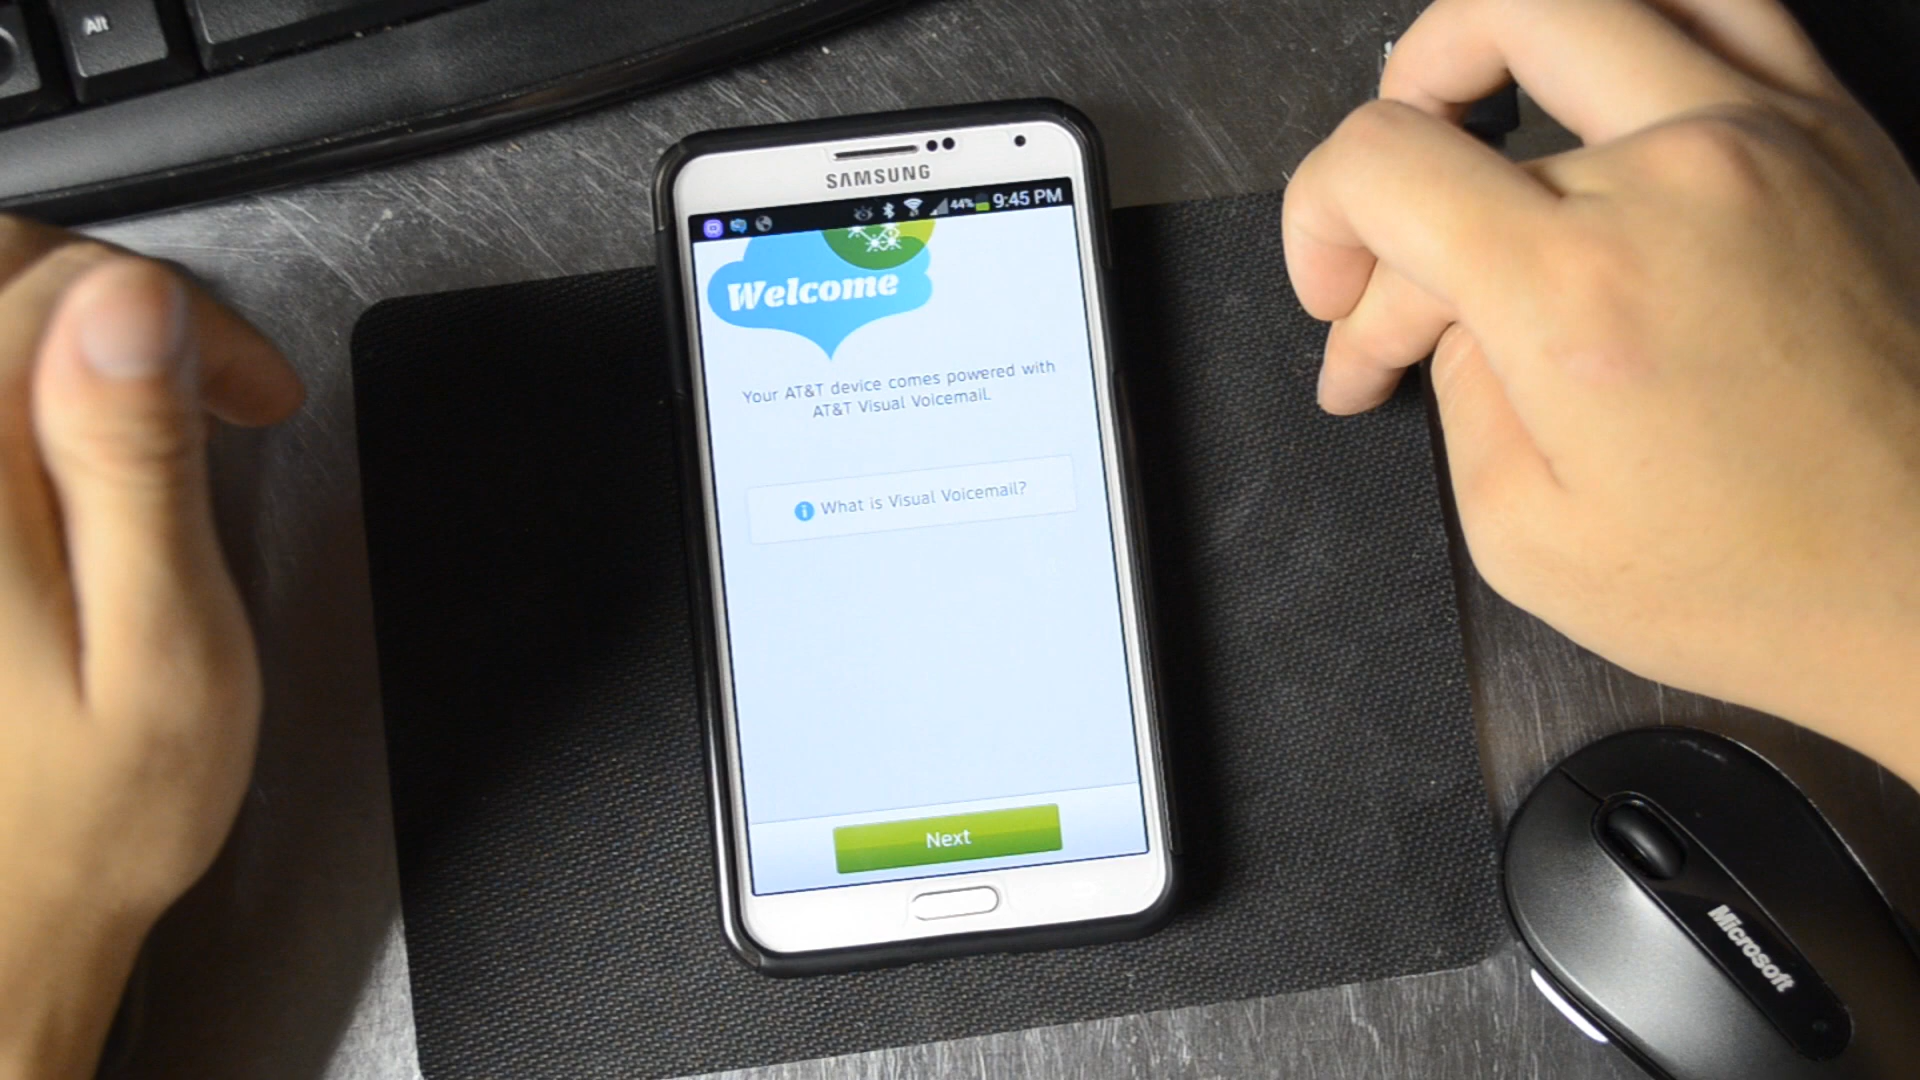 Alt
SAMSUNG
44% 9:45 PM
Welcome
Your AT&T device comes powered with
AT&T Visual Voicemail.
What is Visual Voicemail?
Next
Microsoft